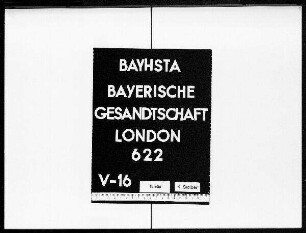 BAYHSTA
BAYERISCHE
GESANDTSCHAFT
LONDON
622
V-16